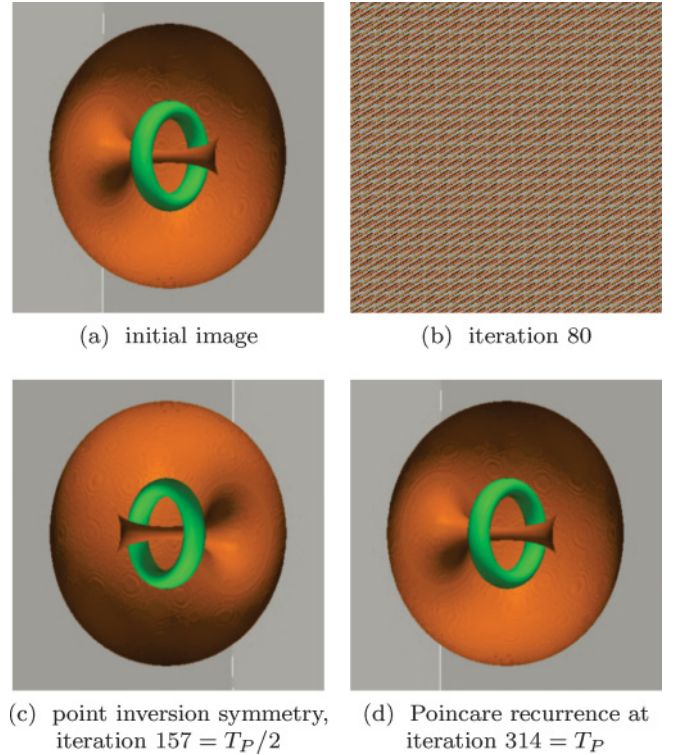 (a) initial image
(b) iteration 80
(c) point inversion symmetry,
iteration 157 = T_P/2
(d) Poincare recurrence at
iteration 314 = T_P